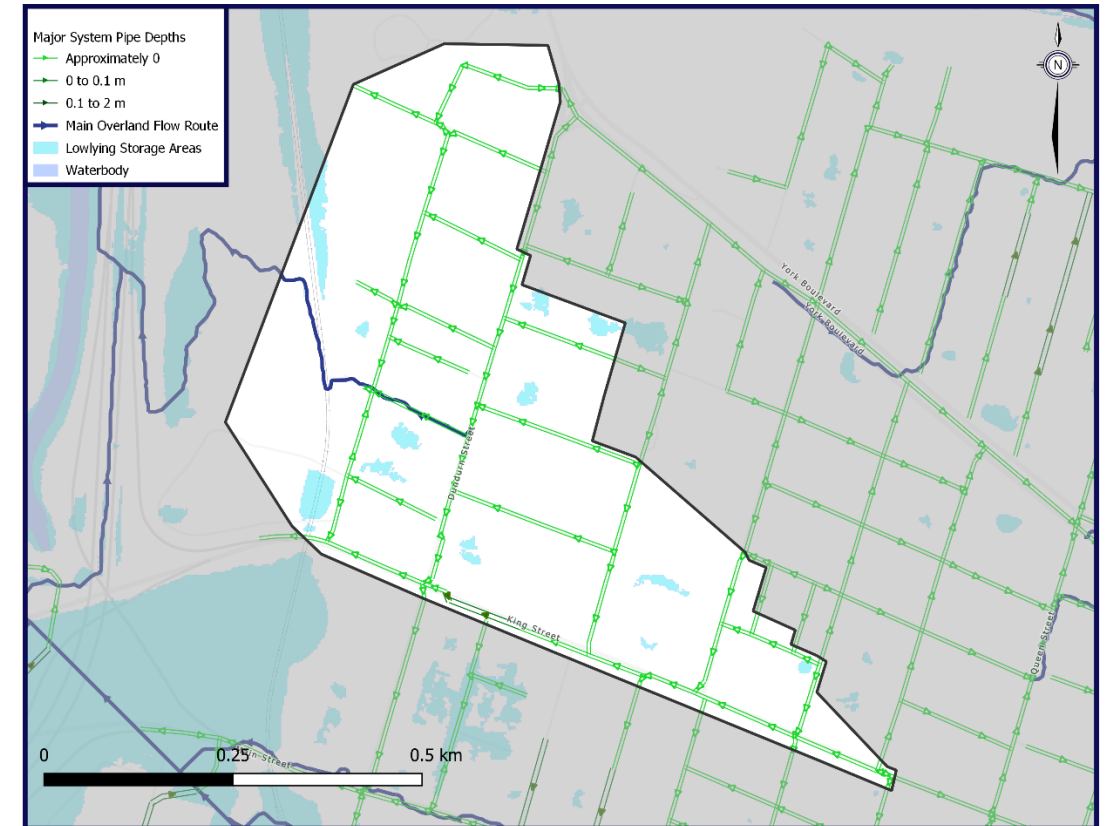 Major System Pipe Depths
Approximately 0
0 to 0.1 m
0.1 to 2 m
Main Overland Flow Route
Lowlying Storage Areas
Waterbody
N
York Boulevard
York Boulevard
Dundurn Street
King Street
Queen Street
0
0.25
0.5 km
Street